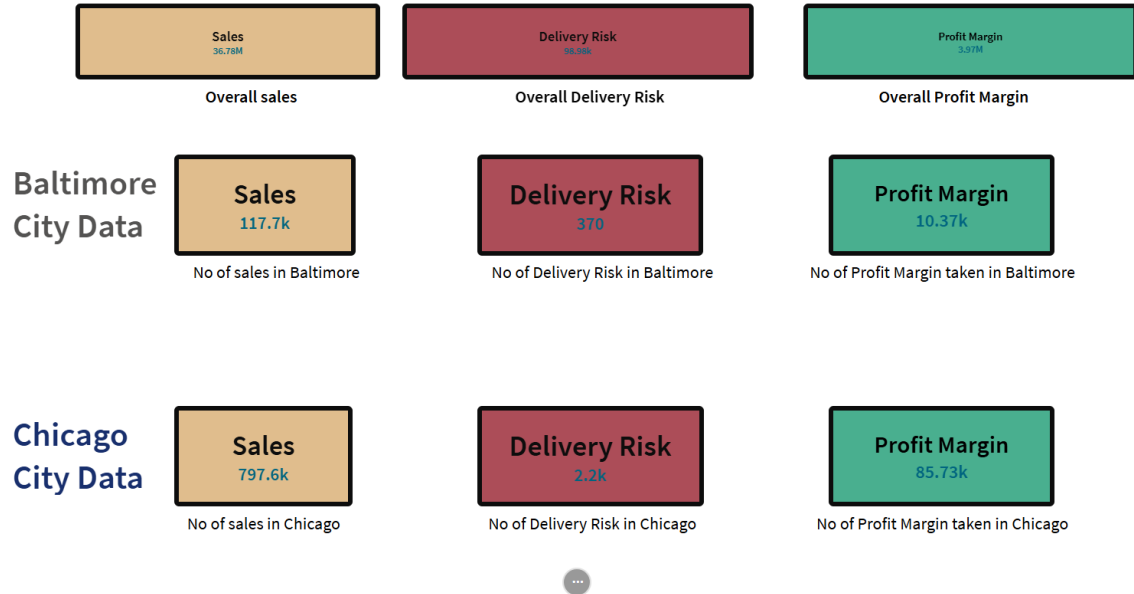 Sales
36.78M
Delivery Risk
98.98k
Profit Margin
3.97M
Overall sales
Overall Delivery Risk
Overall Profit Margin
Baltimore
City Data
Sales
117.7k
Delivery Risk
370
Profit Margin
10.37k
No of sales in Baltimore
No of Delivery Risk in Baltimore
No of Profit Margin taken in Baltimore
Chicago
City Data
Sales
797.6k
Delivery Risk
2.2k
Profit Margin
85.73k
No of sales in Chicago
No of Delivery Risk in Chicago
No of Profit Margin taken in Chicago